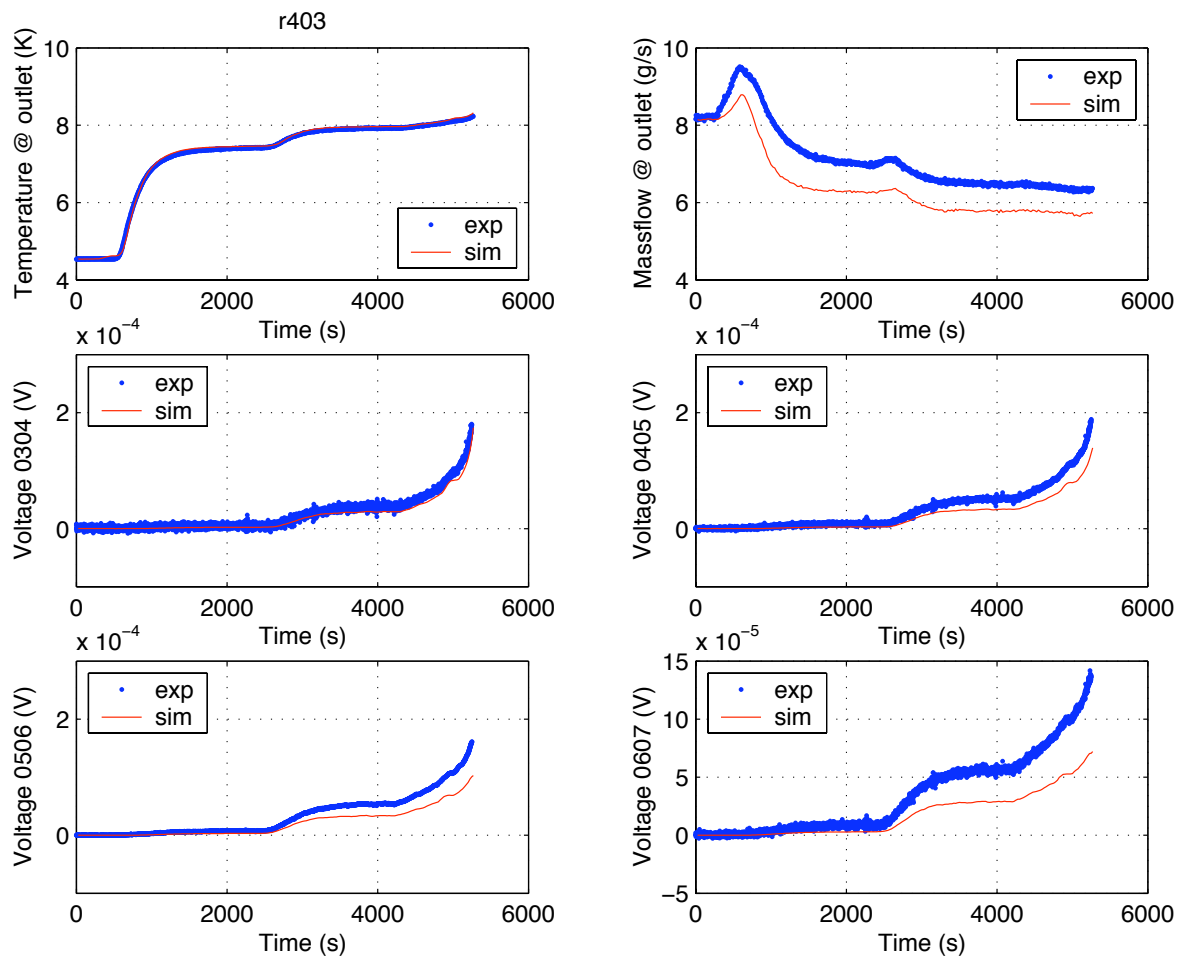 r403
Temperature @ outlet (K)
10
8
6
4
exp
sim
0 2000 4000 6000
Time (s)
Massflow @ outlet (g/s)
10
8
6
4
exp
sim
0 2000 4000 6000
Time (s)
x 10−4
Voltage 0304 (V)
2
0
exp
sim
0 2000 4000 6000
Time (s)
x 10−4
Voltage 0405 (V)
2
0
exp
sim
0 2000 4000 6000
Time (s)
x 10−4
Voltage 0506 (V)
2
0
exp
sim
0 2000 4000 6000
Time (s)
x 10−5
Voltage 0607 (V)
15
10
5
0
−5
exp
sim
0 2000 4000 6000
Time (s)